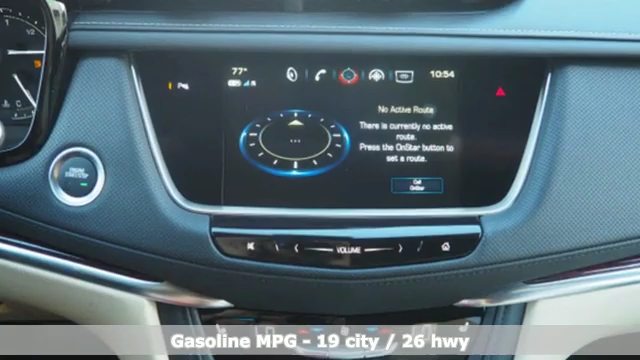 77°
10:54
No Active Route
There is currently no active
route.
Press the OnStar button to
set a route.
Call
OnStar
ENGINE
START/STOP
VOLUME
Gasoline MPG - 19 city / 26 hwy